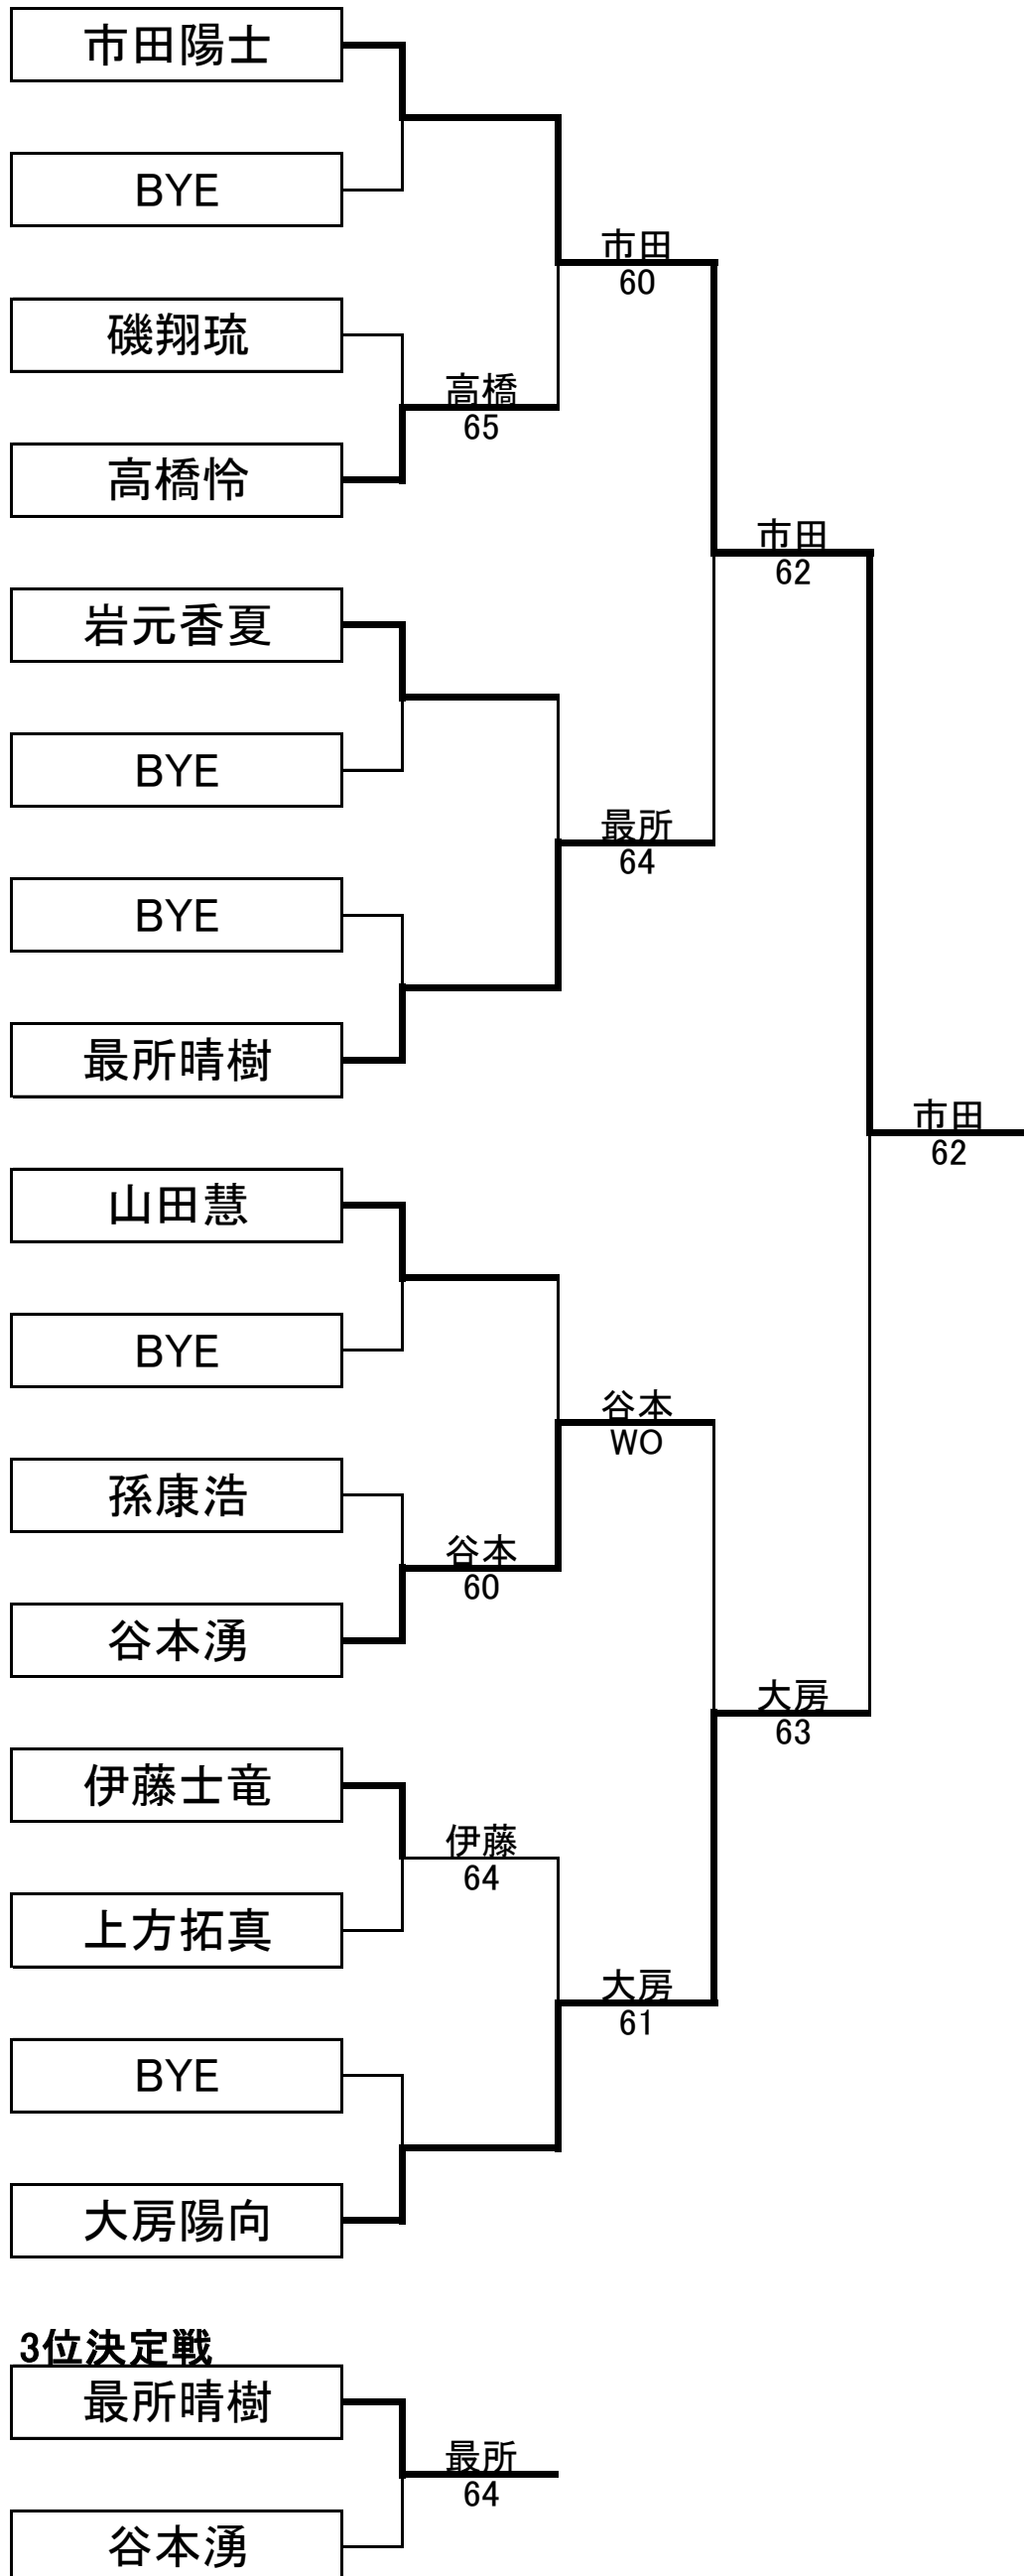 市田陽士
BYE
市田
60
磯翔琉
高橋
65
高橋怜
市田
62
岩元香夏
BYE
最所
64
BYE
最所晴樹
市田
62
山田慧
BYE
谷本
WO
孫康浩
谷本
60
谷本湧
大房
63
伊藤士竜
伊藤
64
上方拓真
大房
61
BYE
大房陽向
3位決定戦
最所晴樹
最所
64
谷本湧